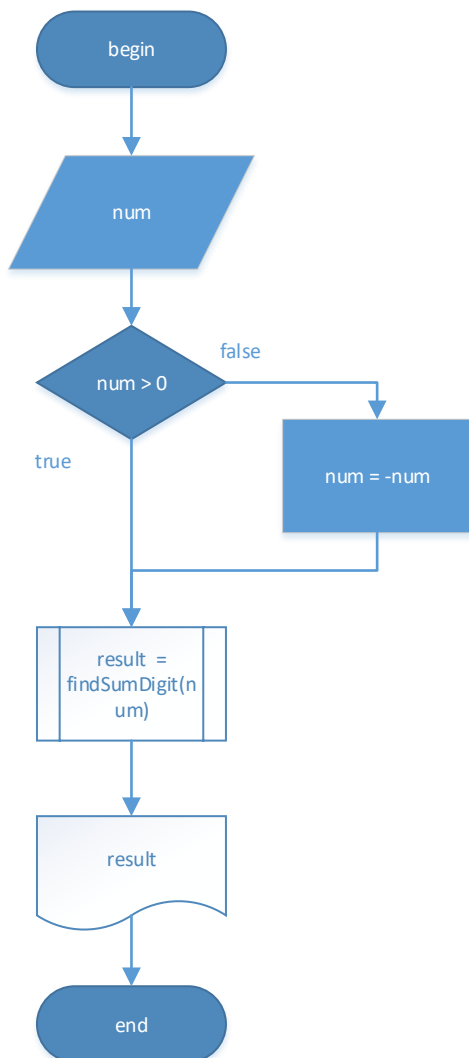 begin
num
false
num > 0
true
num = -num
result =
findSumDigit(n
um)
result
end